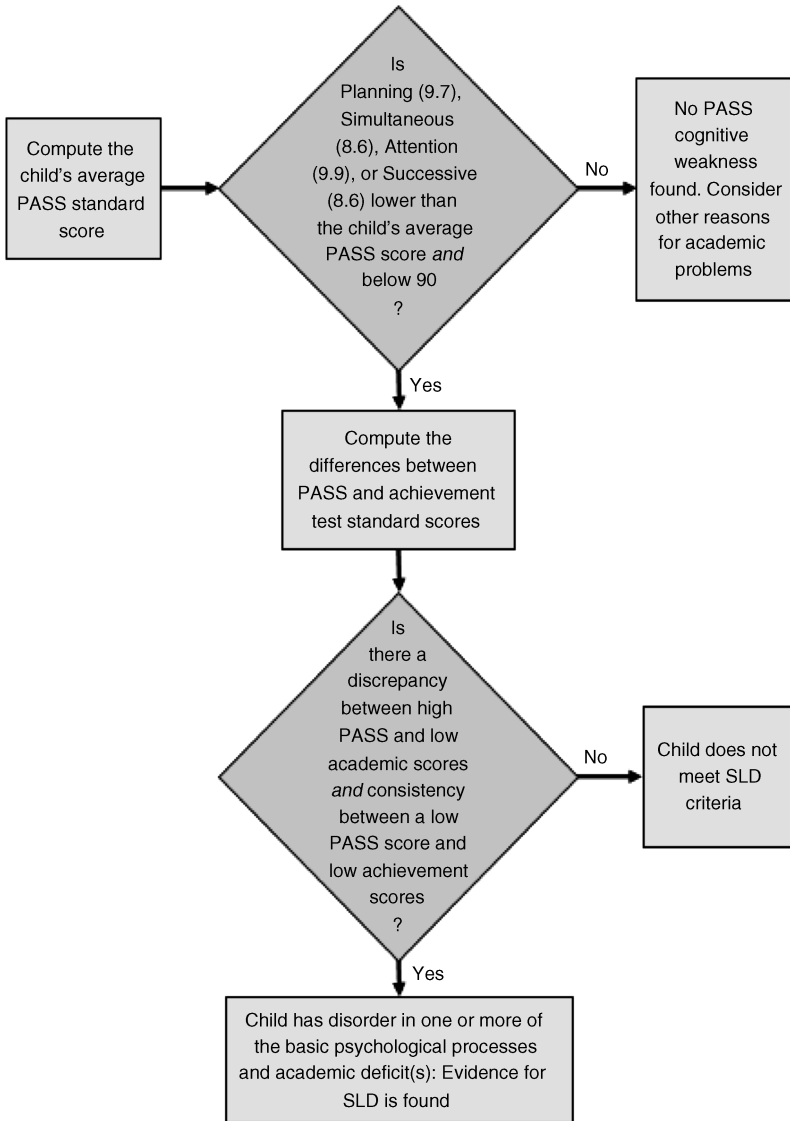 Compute the
child's average
PASS standard
score
Is
Planning (9.7),
Simultaneous
(8.6), Attention
(9.9), or Successive
(8.6) lower than
the child's average
PASS score and
below 90
?
No
No PASS
cognitive
weakness
found. Consider
other reasons
for academic
problems
Yes
Compute the
differences between
PASS and achievement
test standard scores
Is
there a
discrepancy
between high
PASS and low
academic scores
and consistency
between a low
PASS score and
low achievement
scores
?
No
Child does not
meet SLD
criteria
Yes
Child has disorder in one or more of
the basic psychological processes
and academic deficit(s): Evidence for
SLD is found